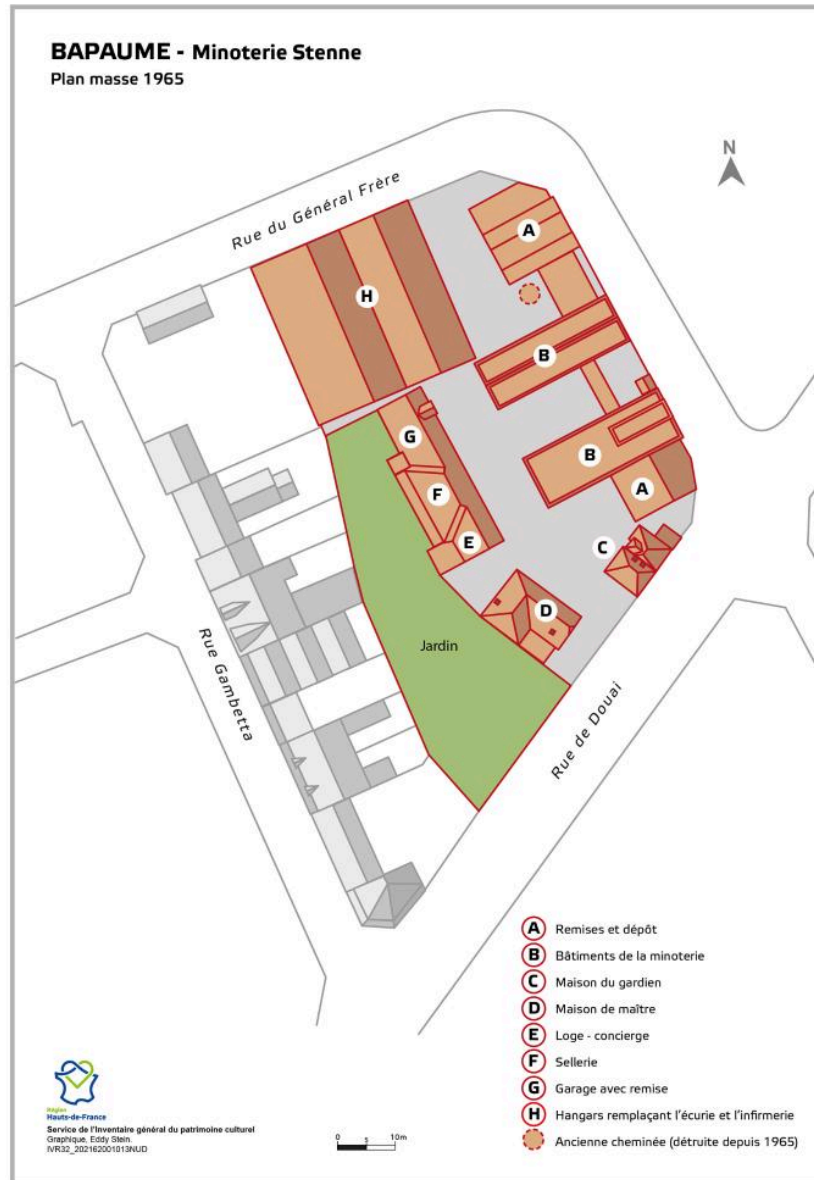 BAPAUME - Minoterie Stenne
Plan masse 1965
N
Rue du Général Frère
A
H
B
G
B
F
A
E
C
D
Jardin
Rue Gambetta
Rue de Douai
A Remises et dépôt
B Bâtiments de la minoterie
C Maison du gardien
D Maison de maître
E Loge - concierge
F Sellerie
G Garage avec remise
H Hangars remplaçant l'écurie et l'infirmerie
Ancienne cheminée (détruite depuis 1965)
Région
Hauts-de-France
Service de l'Inventaire général du patrimoine culturel
Graphique, Eddy Stein.
IVR32_202162001013NUD
0 5 10m